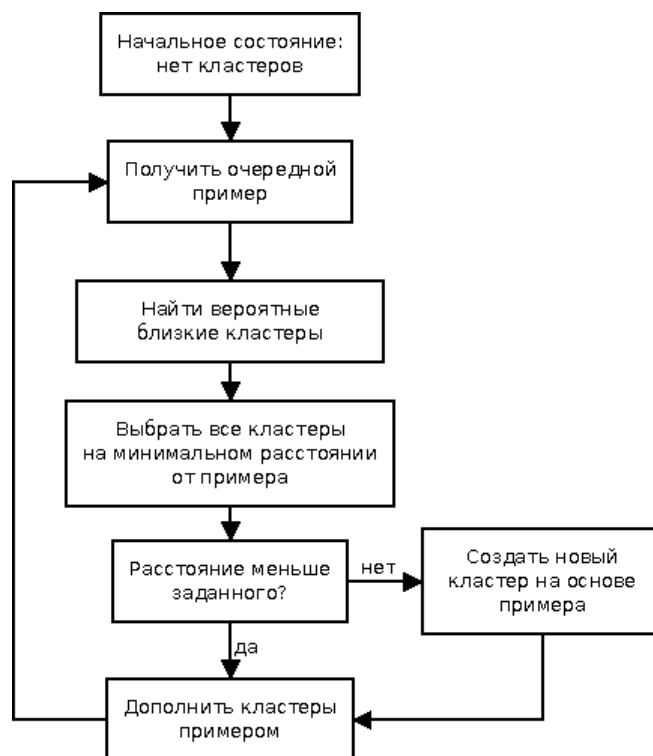 Начальное состояние:
нет кластеров
Получить очередной
пример
Найти вероятные
близкие кластеры
Выбрать все кластеры
на минимальном расстоянии
от примера
Расстояние меньше
заданного?
нет
Создать новый
кластер на основе
примера
да
Дополнить кластеры
примером